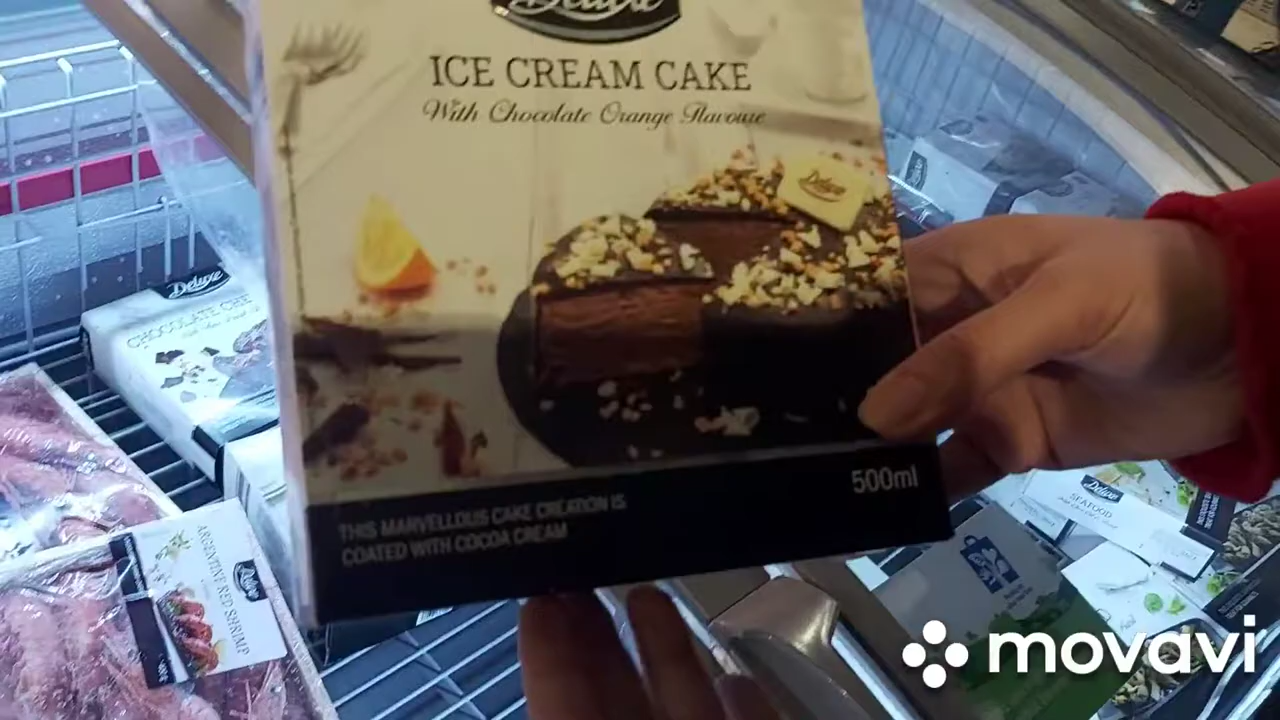 Deluxe
ICE CREAM CAKE
With Chocolate Orange Flavour
Deluxe
THIS MARVELLOUS CAKE CREATION IS
COATED WITH COCOA CREAM
500ml
Deluxe
CHOCOLATE
Deluxe
ARGENTINE RED SHRIMP
Deluxe
SEAFOOD
movavi